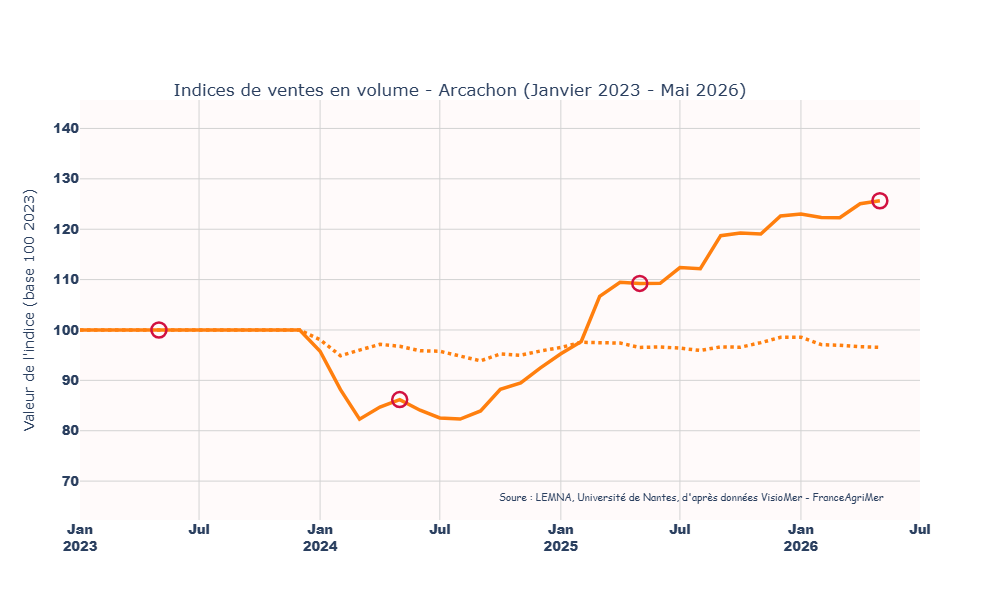 Indices de ventes en volume - Arcachon (Janvier 2023 - Mai 2026)
Valeur de l'indice (base 100 2023)
140
130
120
110
100
90
80
70
Soure : LEMNA, Université de Nantes, d'après données VisioMer - FranceAgriMer
Jan Jul Jan Jul Jan Jul Jan Jul
2023 2024 2025 2026